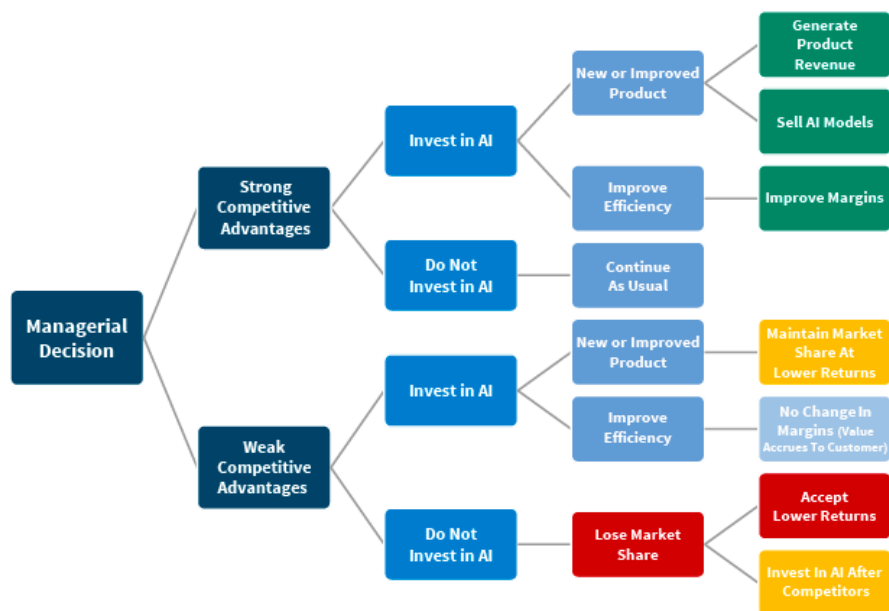 Managerial
Decision
Strong
Competitive
Advantages
Weak
Competitive
Advantages
Invest in AI
Do Not
Invest in AI
Invest in AI
Do Not
Invest in AI
New or Improved
Product
Improve
Efficiency
Continue
As Usual
New or Improved
Product
Improve
Efficiency
Lose Market
Share
Generate
Product
Revenue
Sell AI Models
Improve Margins
Maintain Market
Share At
Lower Returns
No Change In
Margins (Value
Accrues To Customer)
Accept
Lower Returns
Invest In AI After
Competitors